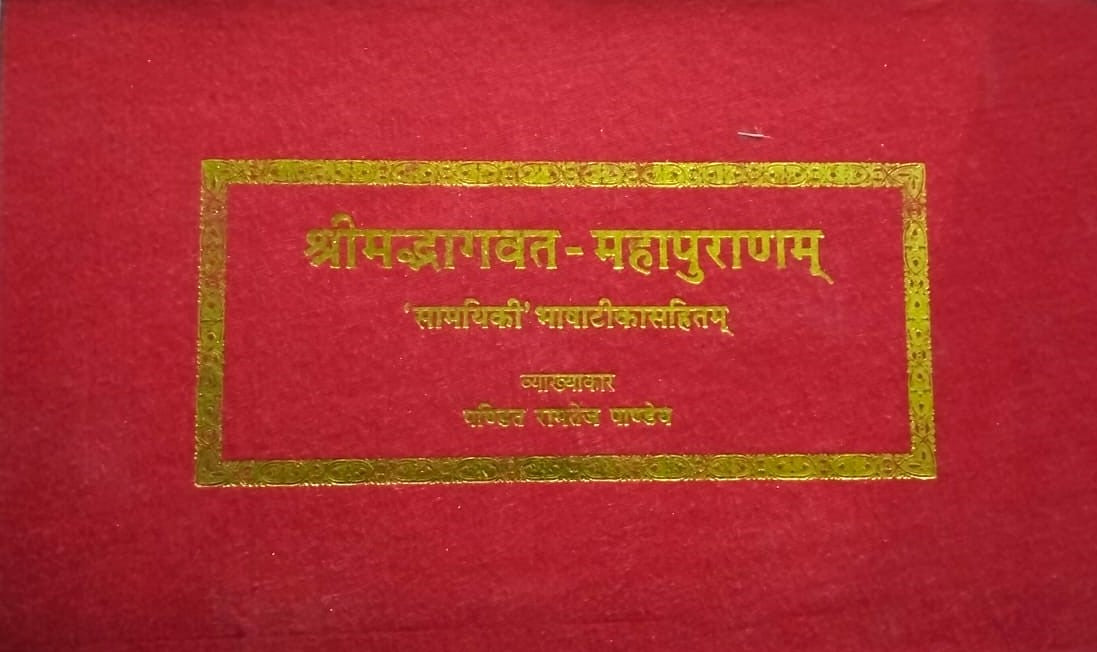 श्रीमद्भागवत - महापुराणम्
'सामयिकी' भाषाटीकासहितम्
व्याख्याकार
पण्डित रामतेज पाण्डेय